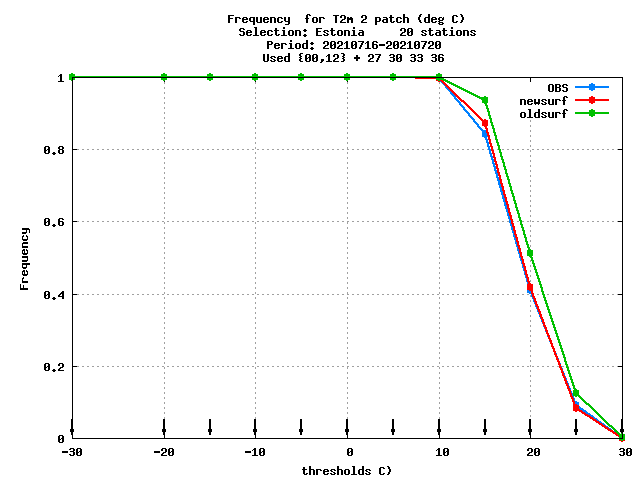 Frequency  for T2m 2 patch (deg C)
Selection: Estonia     20 stations
Period: 20210716-20210720
Used {00,12} + 27 30 33 36
OBS
newsurf
oldsurf
1
0.8
0.6
0.4
0.2
0
Frequency
-30
-20
-10
0
10
20
30
thresholds C)